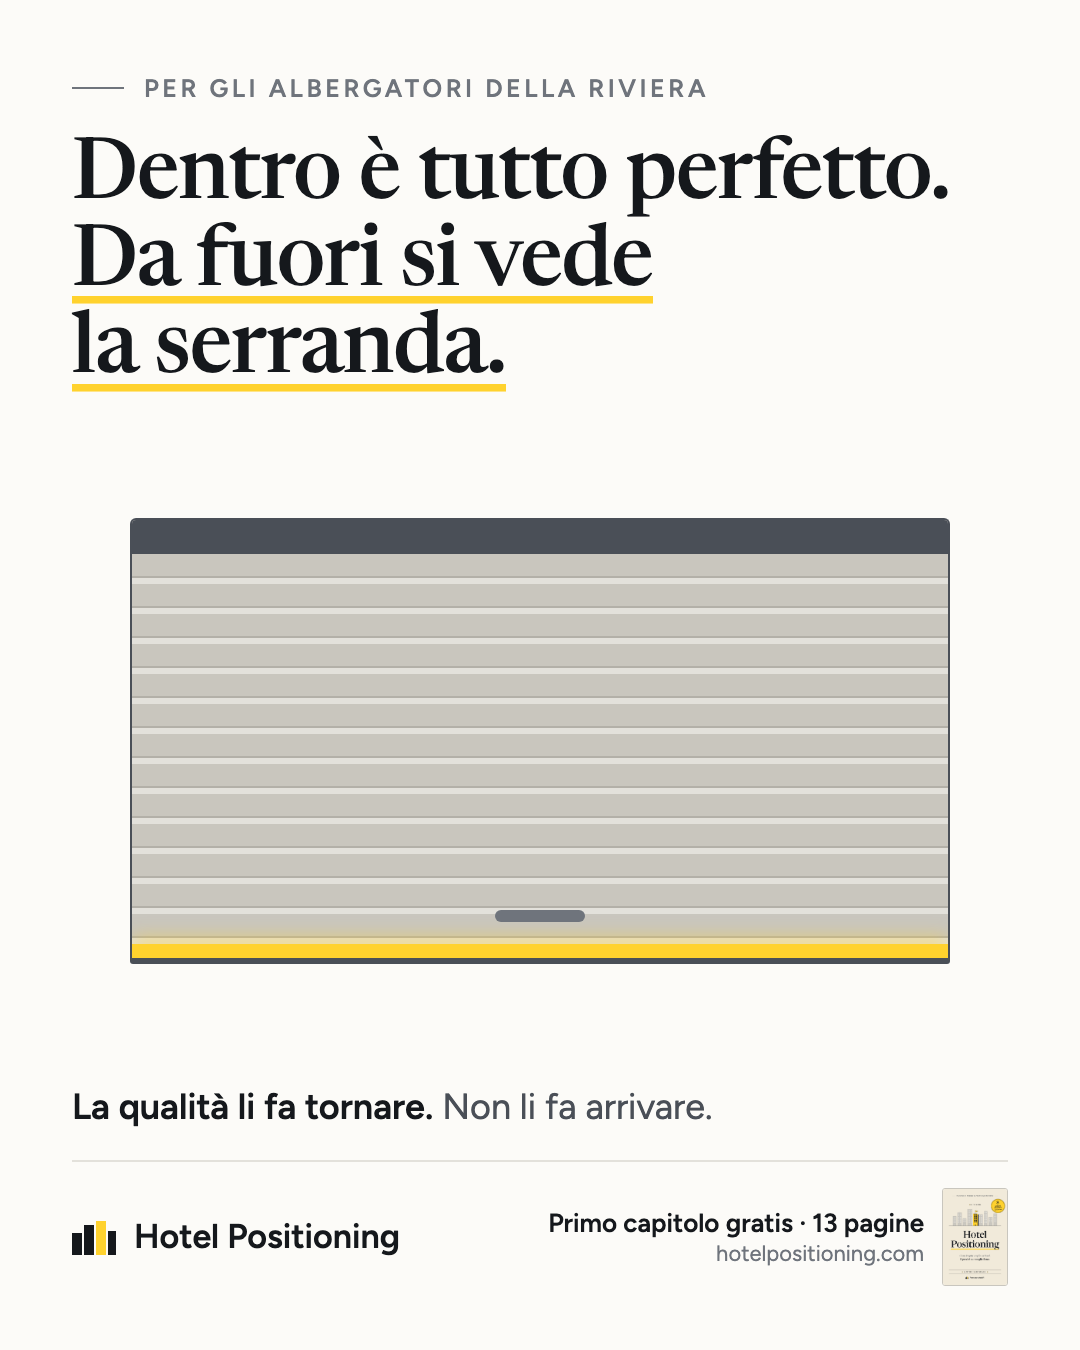 PER GLI ALBERGATORI DELLA RIVIERA
Dentro è tutto perfetto.
Da fuori si vede
la serranda.
La qualità li fa tornare. Non li fa arrivare.
Hotel Positioning
Primo capitolo gratis · 13 pagine
hotelpositioning.com
Hotel
Positioning